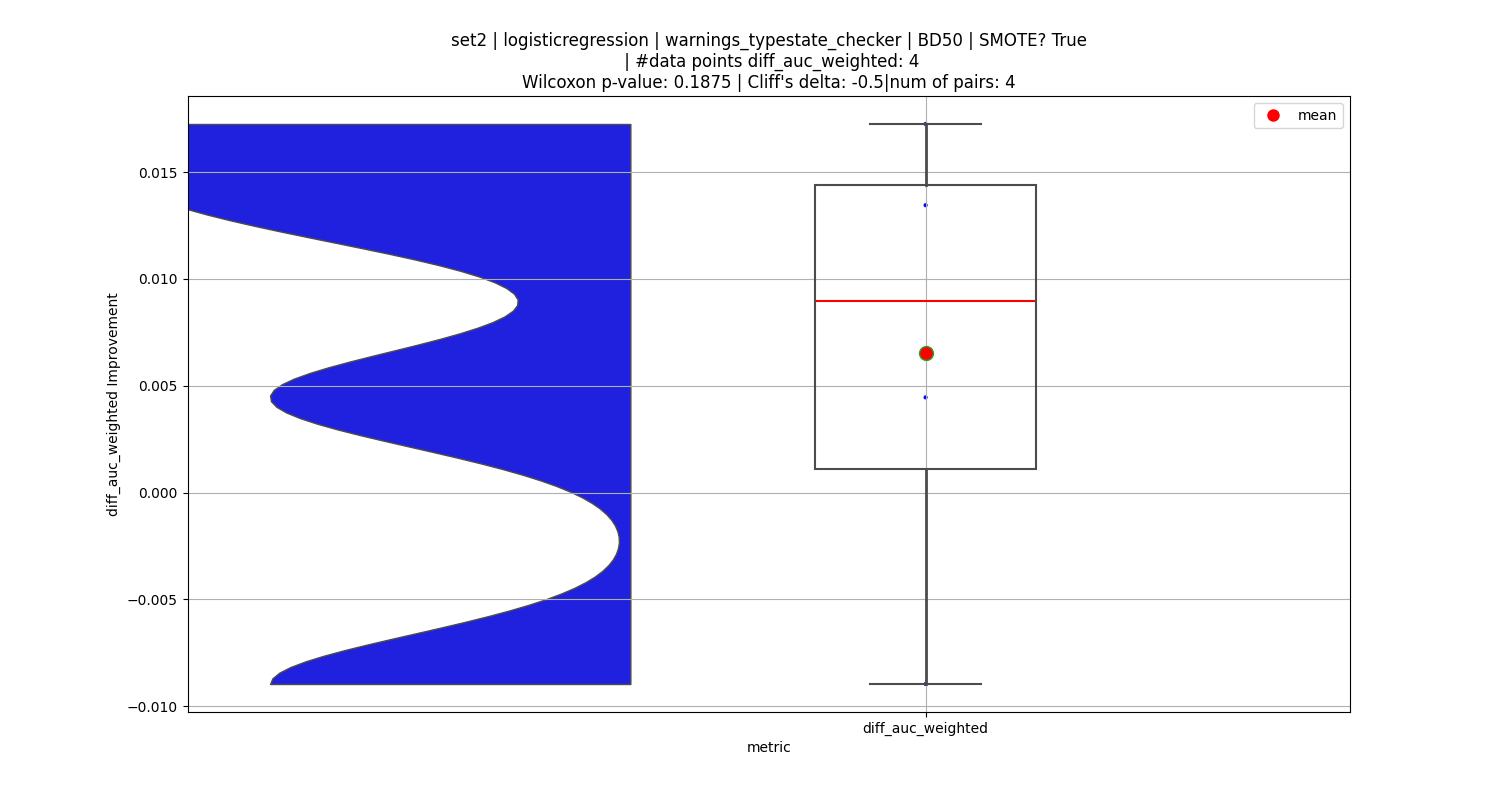 set2 | logisticregression | warnings_typestate_checker | BD50 | SMOTE? True
| #data points diff_auc_weighted: 4
Wilcoxon p-value: 0.1875 | Cliff's delta: -0.5|num of pairs: 4
mean
0.015
0.010
0.005
0.000
−0.005
−0.010
diff_auc_weighted Improvement
diff_auc_weighted
metric